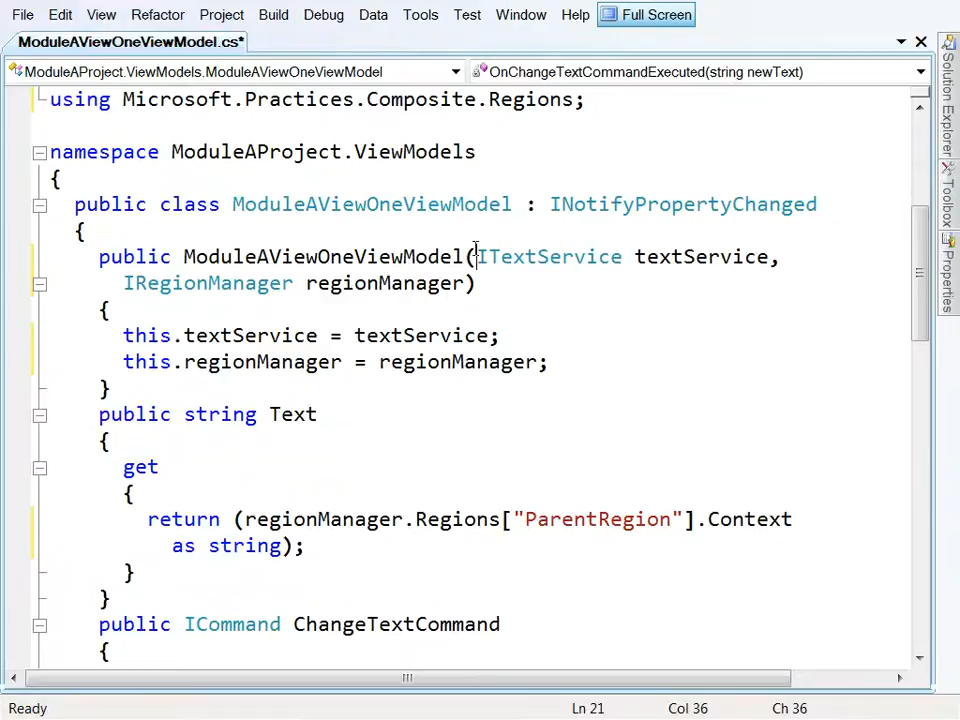 File Edit View Refactor Project Build Debug Data Tools Test Window Help Full Screen
ModuleAViewOneViewModel.cs*
ModuleAProject.ViewModels.ModuleAViewOneViewModel OnChangeTextCommandExecuted(string newText)
using Microsoft.Practices.Composite.Regions;
namespace ModuleAProject.ViewModels
{
public class ModuleAViewOneViewModel : INotifyPropertyChanged
{
public ModuleAViewOneViewModel(ITextService textService,
IRegionManager regionManager)
{
this.textService = textService;
this.regionManager = regionManager;
}
public string Text
{
get
{
return (regionManager.Regions["ParentRegion"].Context
as string);
}
}
public ICommand ChangeTextCommand
{
Solution Explorer
Toolbox
Properties
Ready Ln 21 Col 36 Ch 36